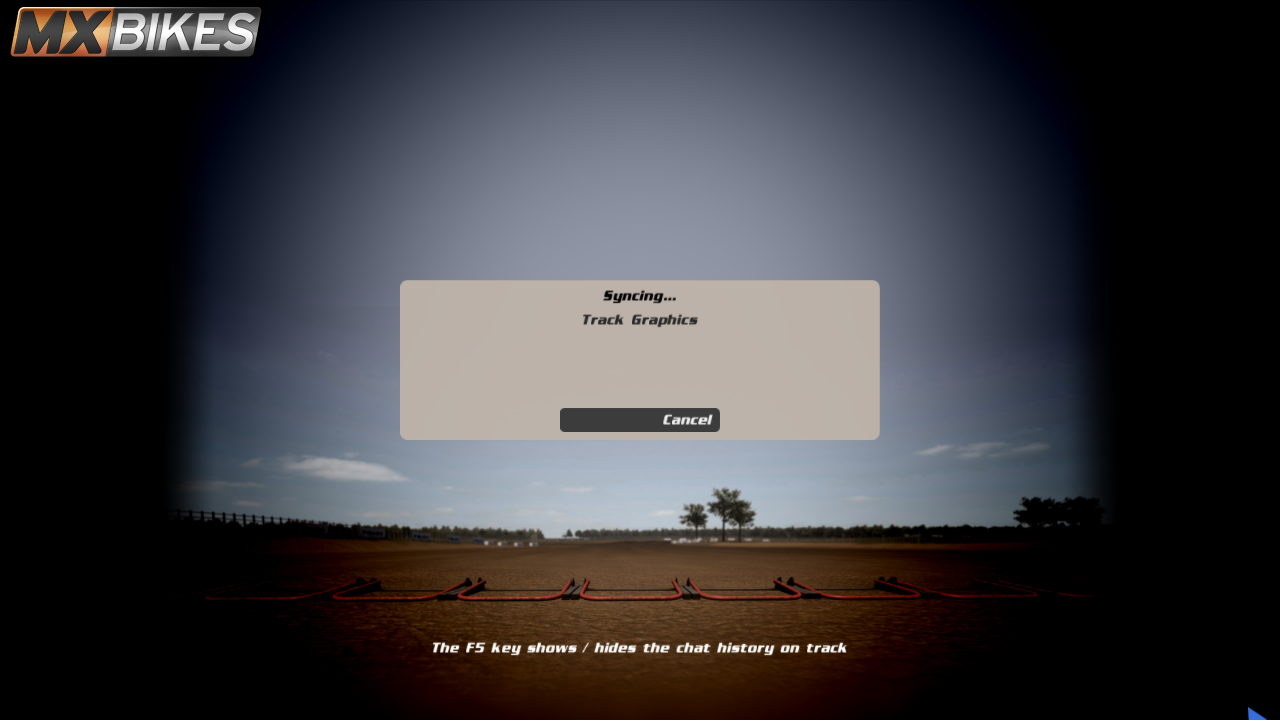 MXBIKES
Syncing...
Track Graphics
Cancel
The F5 key shows / hides the chat history on track